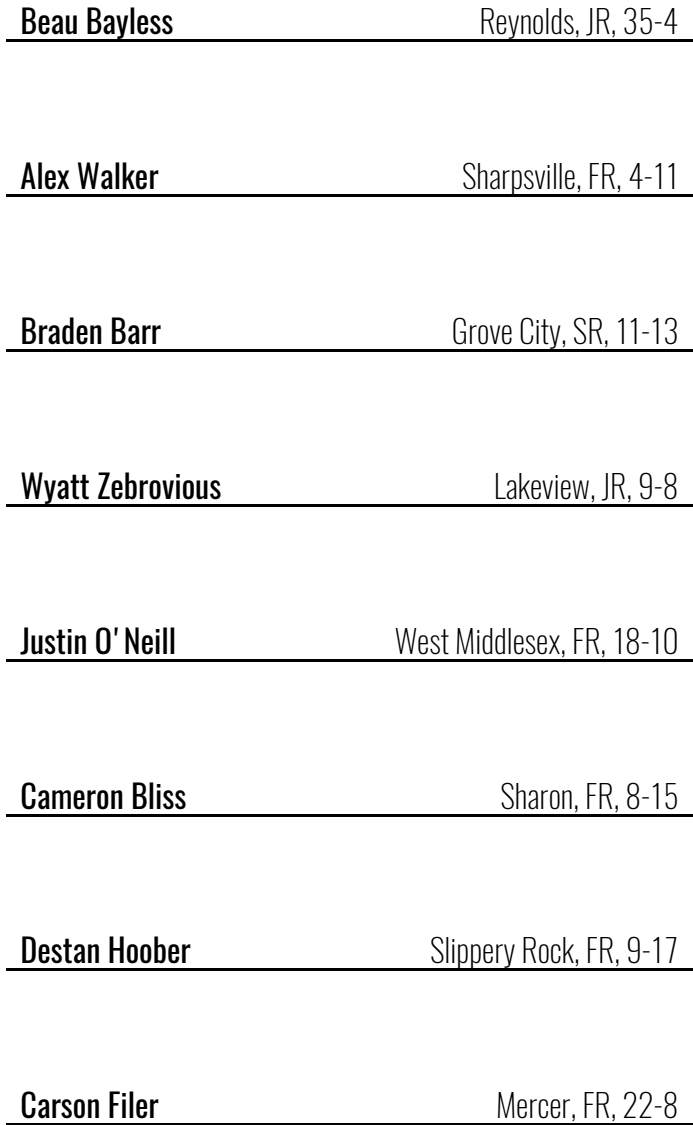 Beau Bayless Reynolds, JR, 35-4
Alex Walker Sharpsville, FR, 4-11
Braden Barr Grove City, SR, 11-13
Wyatt Zebrovious Lakeview, JR, 9-8
Justin O'Neill West Middlesex, FR, 18-10
Cameron Bliss Sharon, FR, 8-15
Destan Hoober Slippery Rock, FR, 9-17
Carson Filer Mercer, FR, 22-8